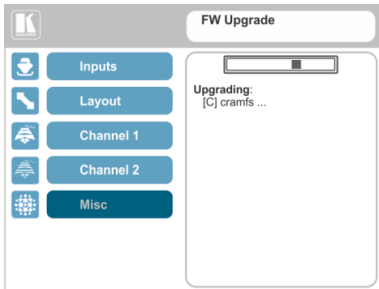 FW Upgrade
Inputs
Layout
Channel 1
Channel 2
Misc
Upgrading:
[C] cramfs ...